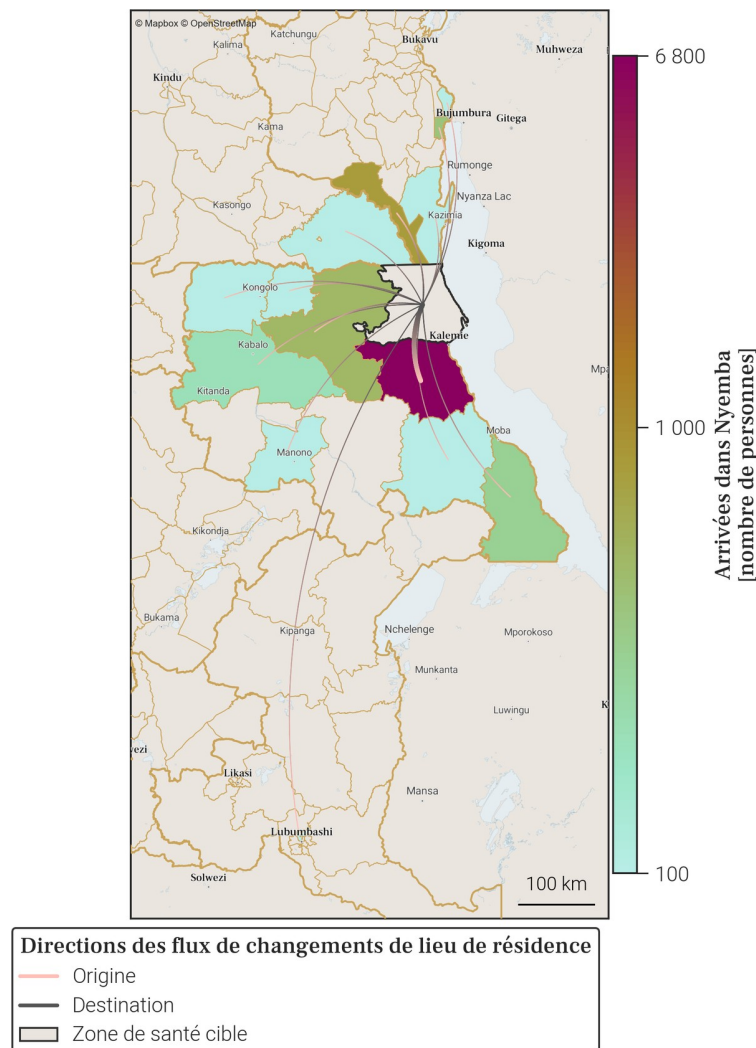 © Mapbox © OpenStreetMap
Katchungu
Bukavu
Kalima
Muhweza
Kindu
Kama
Bujumbura
Gitega
Rumonge
Nyanza Lac
Kasongo
Kazimia
Kigoma
Kongolo
Kalemie
Kabalo
Kitanda
Moba
Manono
Kikondja
Bukama
Kipanga
Nchelenge
Mporokoso
Munkanta
Luwingu
Likasi
Mansa
Lubumbashi
Solwezi
100 km
6 800
1 000
100
Arrivées dans Nyemba
[nombre de personnes]
Directions des flux de changements de lieu de résidence
Origine
Destination
Zone de santé cible